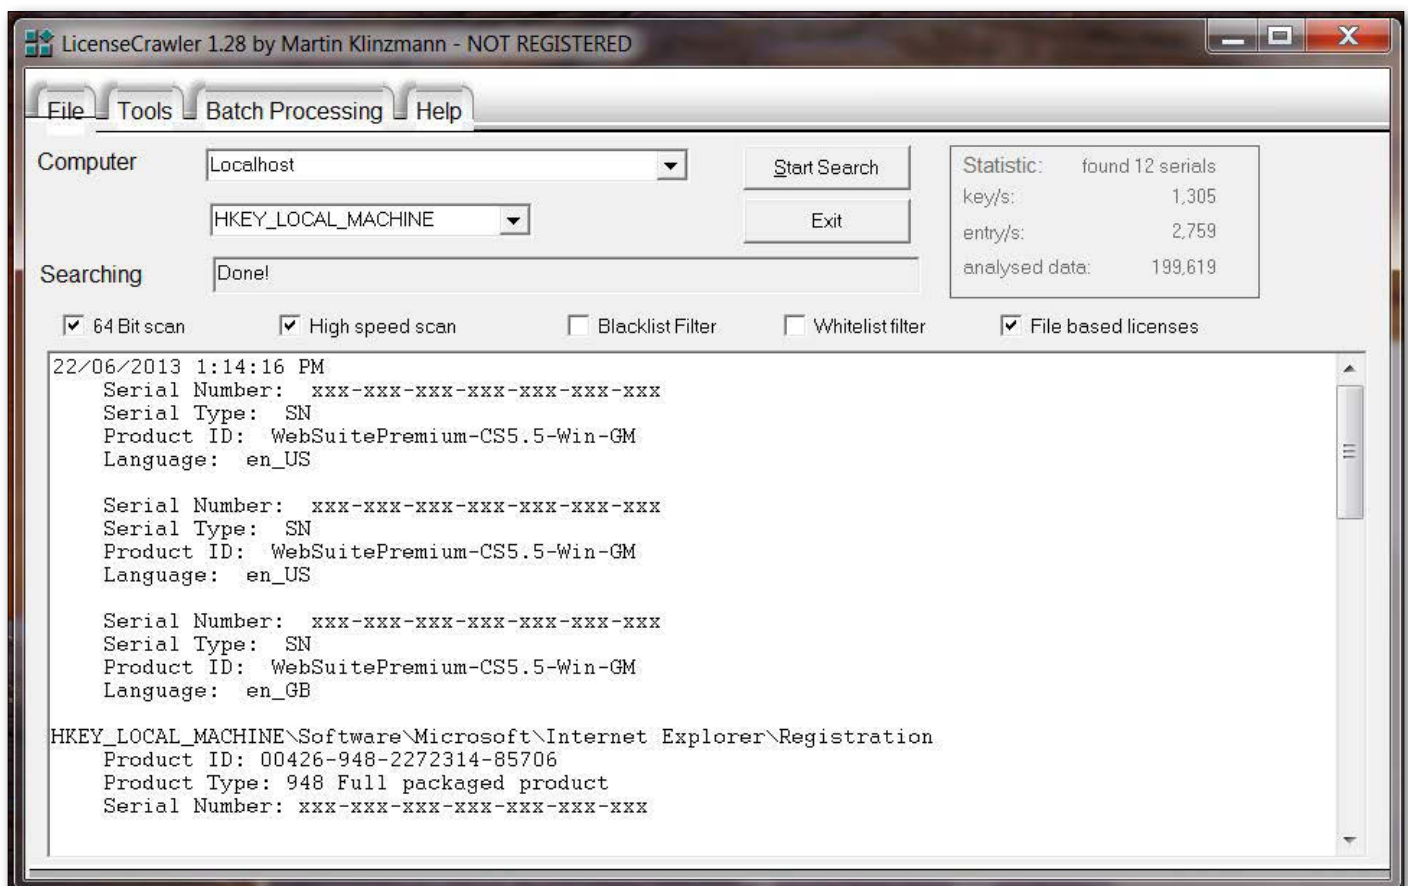 LicenseCrawler 1.28 by Martin Klinzmann - NOT REGISTERED
File Tools Batch Processing Help
Computer Localhost Start Search Statistic: found 12 serials
key/s: 1,305
HKEY_LOCAL_MACHINE Exit entry/s: 2,759
Searching Done! analysed data: 199,619
64 Bit scan High speed scan Blacklist Filter Whitelist filter File based licenses
22/06/2013 1:14:16 PM
Serial Number: xxx-xxx-xxx-xxx-xxx-xxx-xxx
Serial Type: SN
Product ID: WebSuitePremium-CS5.5-Win-GM
Language: en_US
Serial Number: xxx-xxx-xxx-xxx-xxx-xxx-xxx
Serial Type: SN
Product ID: WebSuitePremium-CS5.5-Win-GM
Language: en_US
Serial Number: xxx-xxx-xxx-xxx-xxx-xxx-xxx
Serial Type: SN
Product ID: WebSuitePremium-CS5.5-Win-GM
Language: en_GB
HKEY_LOCAL_MACHINE\Software\Microsoft\Internet Explorer\Registration
Product ID: 00426-948-2272314-85706
Product Type: 948 Full packaged product
Serial Number: xxx-xxx-xxx-xxx-xxx-xxx-xxx